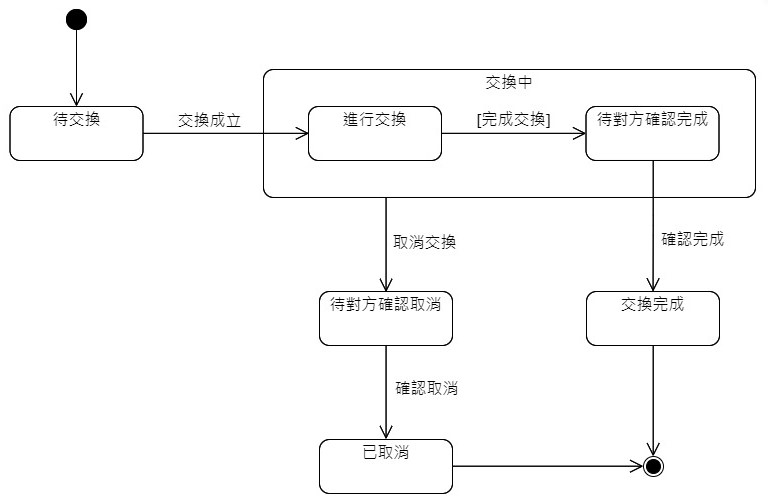 交換中
待交換
交換成立
進行交換
[完成交換]
待對方確認完成
取消交換
確認完成
待對方確認取消
交換完成
確認取消
已取消